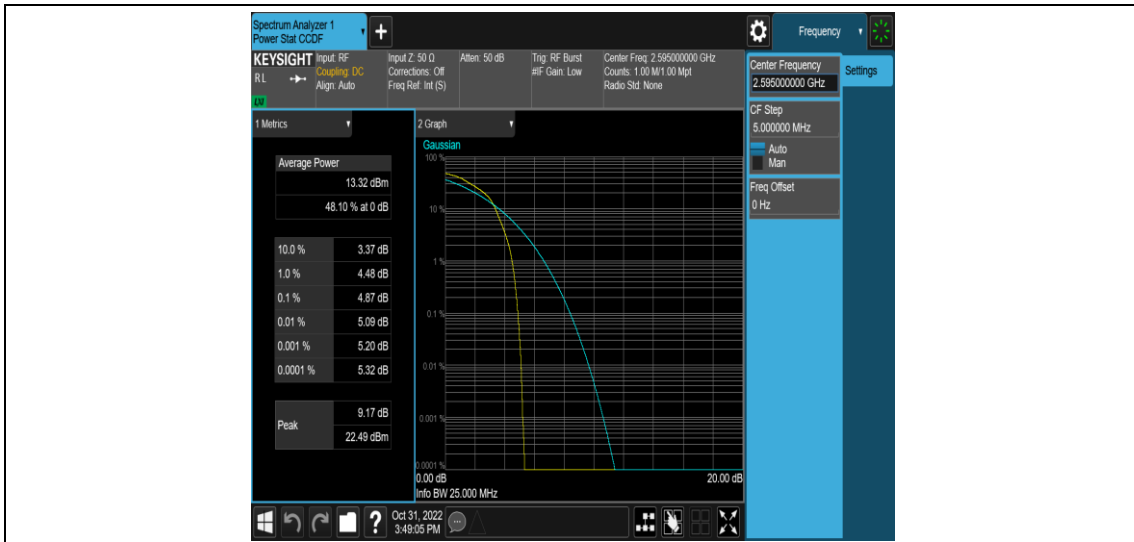 Spectrum Analyzer 1
Power Stat CCDF
Frequency
KEYSIGHT
R L
LXI
Input: RF
Coupling: DC
Align: Auto
Input Z: 50 Ω
Corrections: Off
Freq Ref: Int (S)
Atten: 50 dB
Trig: RF Burst
#IF Gain: Low
Center Freq: 2.595000000 GHz
Counts: 1.00 M/1.00 Mpt
Radio Std: None
Center Frequency
2.595000000 GHz
Settings
CF Step
5.000000 MHz
Auto
Man
Freq Offset
0 Hz
1 Metrics
Average Power
13.32 dBm
48.10 % at 0 dB
10.0 % 3.37 dB
1.0 % 4.48 dB
0.1 % 4.87 dB
0.01 % 5.09 dB
0.001 % 5.20 dB
0.0001 % 5.32 dB
Peak
9.17 dB
22.49 dBm
2 Graph
Gaussian
100 %
10 %
1 %
0.1 %
0.01 %
0.001 %
0.0001 %
0.00 dB 20.00 dB
Info BW 25.000 MHz
Oct 31, 2022
3:49:05 PM